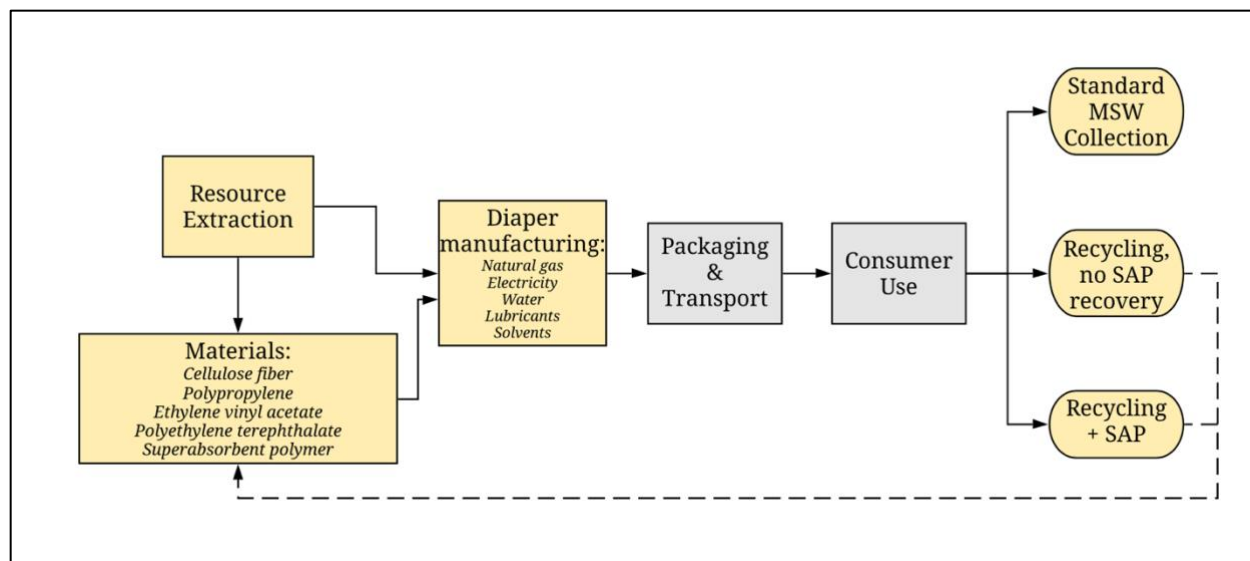 Resource
Extraction
Materials:
Cellulose fiber
Polypropylene
Ethylene vinyl acetate
Polyethylene terephthalate
Superabsorbent polymer
Diaper
manufacturing:
Natural gas
Electricity
Water
Lubricants
Solvents
Packaging
&
Transport
Consumer
Use
Standard
MSW
Collection
Recycling,
no SAP
recovery
Recycling
+ SAP